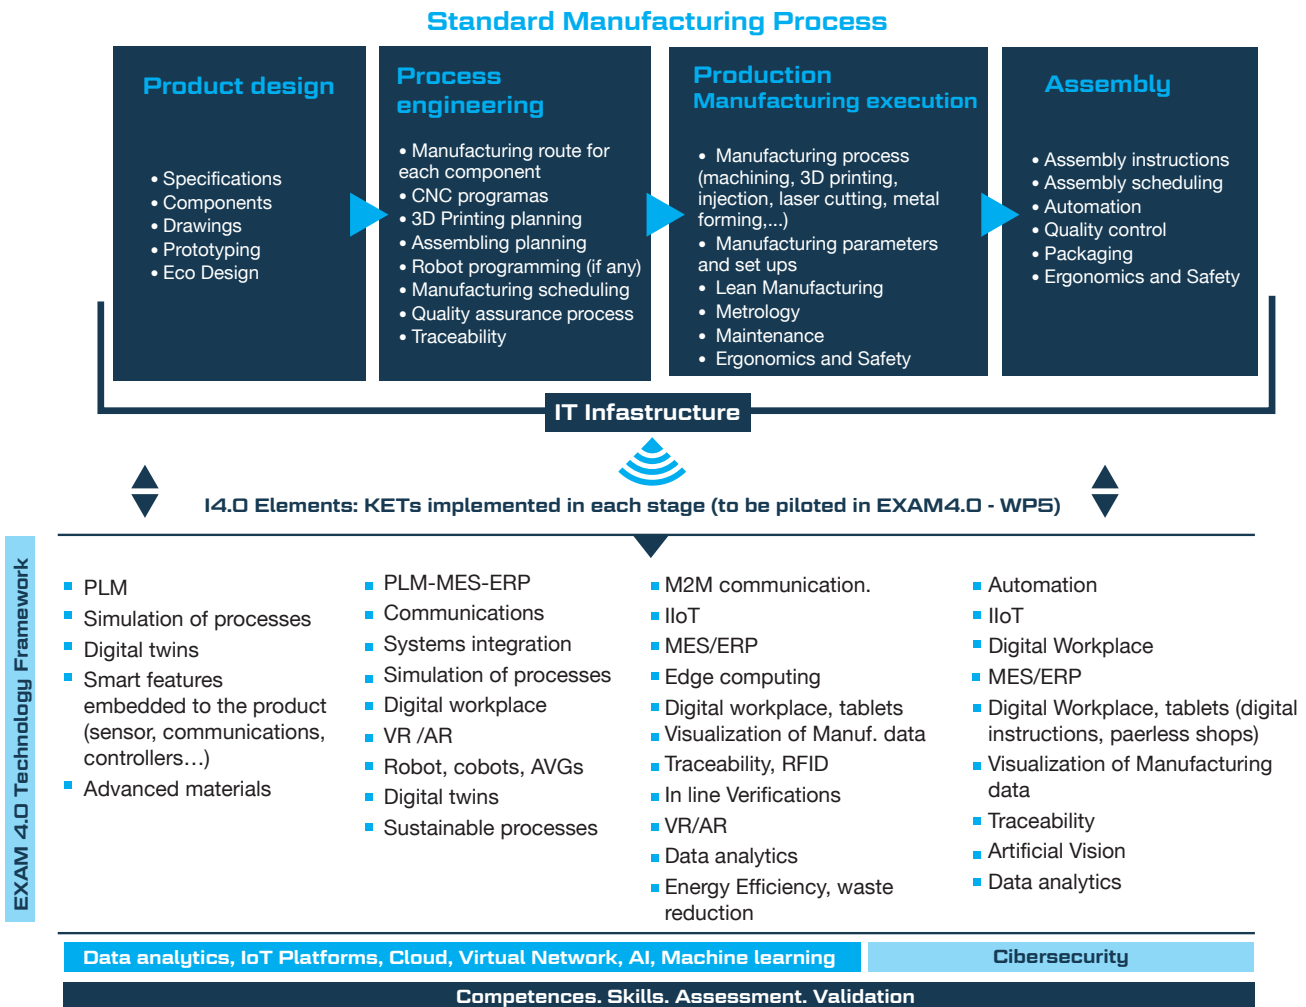 Standard Manufacturing Process
Product design
• Specifications
• Components
• Drawings
• Prototyping
• Eco Design
Process
engineering
• Manufacturing route for
each component
• CNC programas
• 3D Printing planning
• Assembling planning
• Robot programming (if any)
• Manufacturing scheduling
• Quality assurance process
• Traceability
Production
Manufacturing execution
• Manufacturing process
(machining, 3D printing,
injection, laser cutting, metal
forming,...)
• Manufacturing parameters
and set ups
• Lean Manufacturing
• Metrology
• Maintenance
• Ergonomics and Safety
Assembly
• Assembly instructions
• Assembly scheduling
• Automation
• Quality control
• Packaging
• Ergonomics and Safety
IT Infastructure
I4.0 Elements: KETs implemented in each stage (to be piloted in EXAM4.0 - WP5)
EXAM 4.0 Technology Framework
PLM
Simulation of processes
Digital twins
Smart features
embedded to the product
(sensor, communications,
controllers…)
Advanced materials
PLM-MES-ERP
Communications
Systems integration
Simulation of processes
Digital workplace
VR /AR
Robot, cobots, AVGs
Digital twins
Sustainable processes
M2M communication.
IIoT
MES/ERP
Edge computing
Digital workplace, tablets
Visualization of Manuf. data
Traceability, RFID
In line Verifications
VR/AR
Data analytics
Energy Efficiency, waste
reduction
Automation
IIoT
Digital Workplace
MES/ERP
Digital Workplace, tablets (digital
instructions, paerless shops)
Visualization of Manufacturing
data
Traceability
Artificial Vision
Data analytics
Data analytics, IoT Platforms, Cloud, Virtual Network, AI, Machine learning
Cibersecurity
Competences. Skills. Assessment. Validation